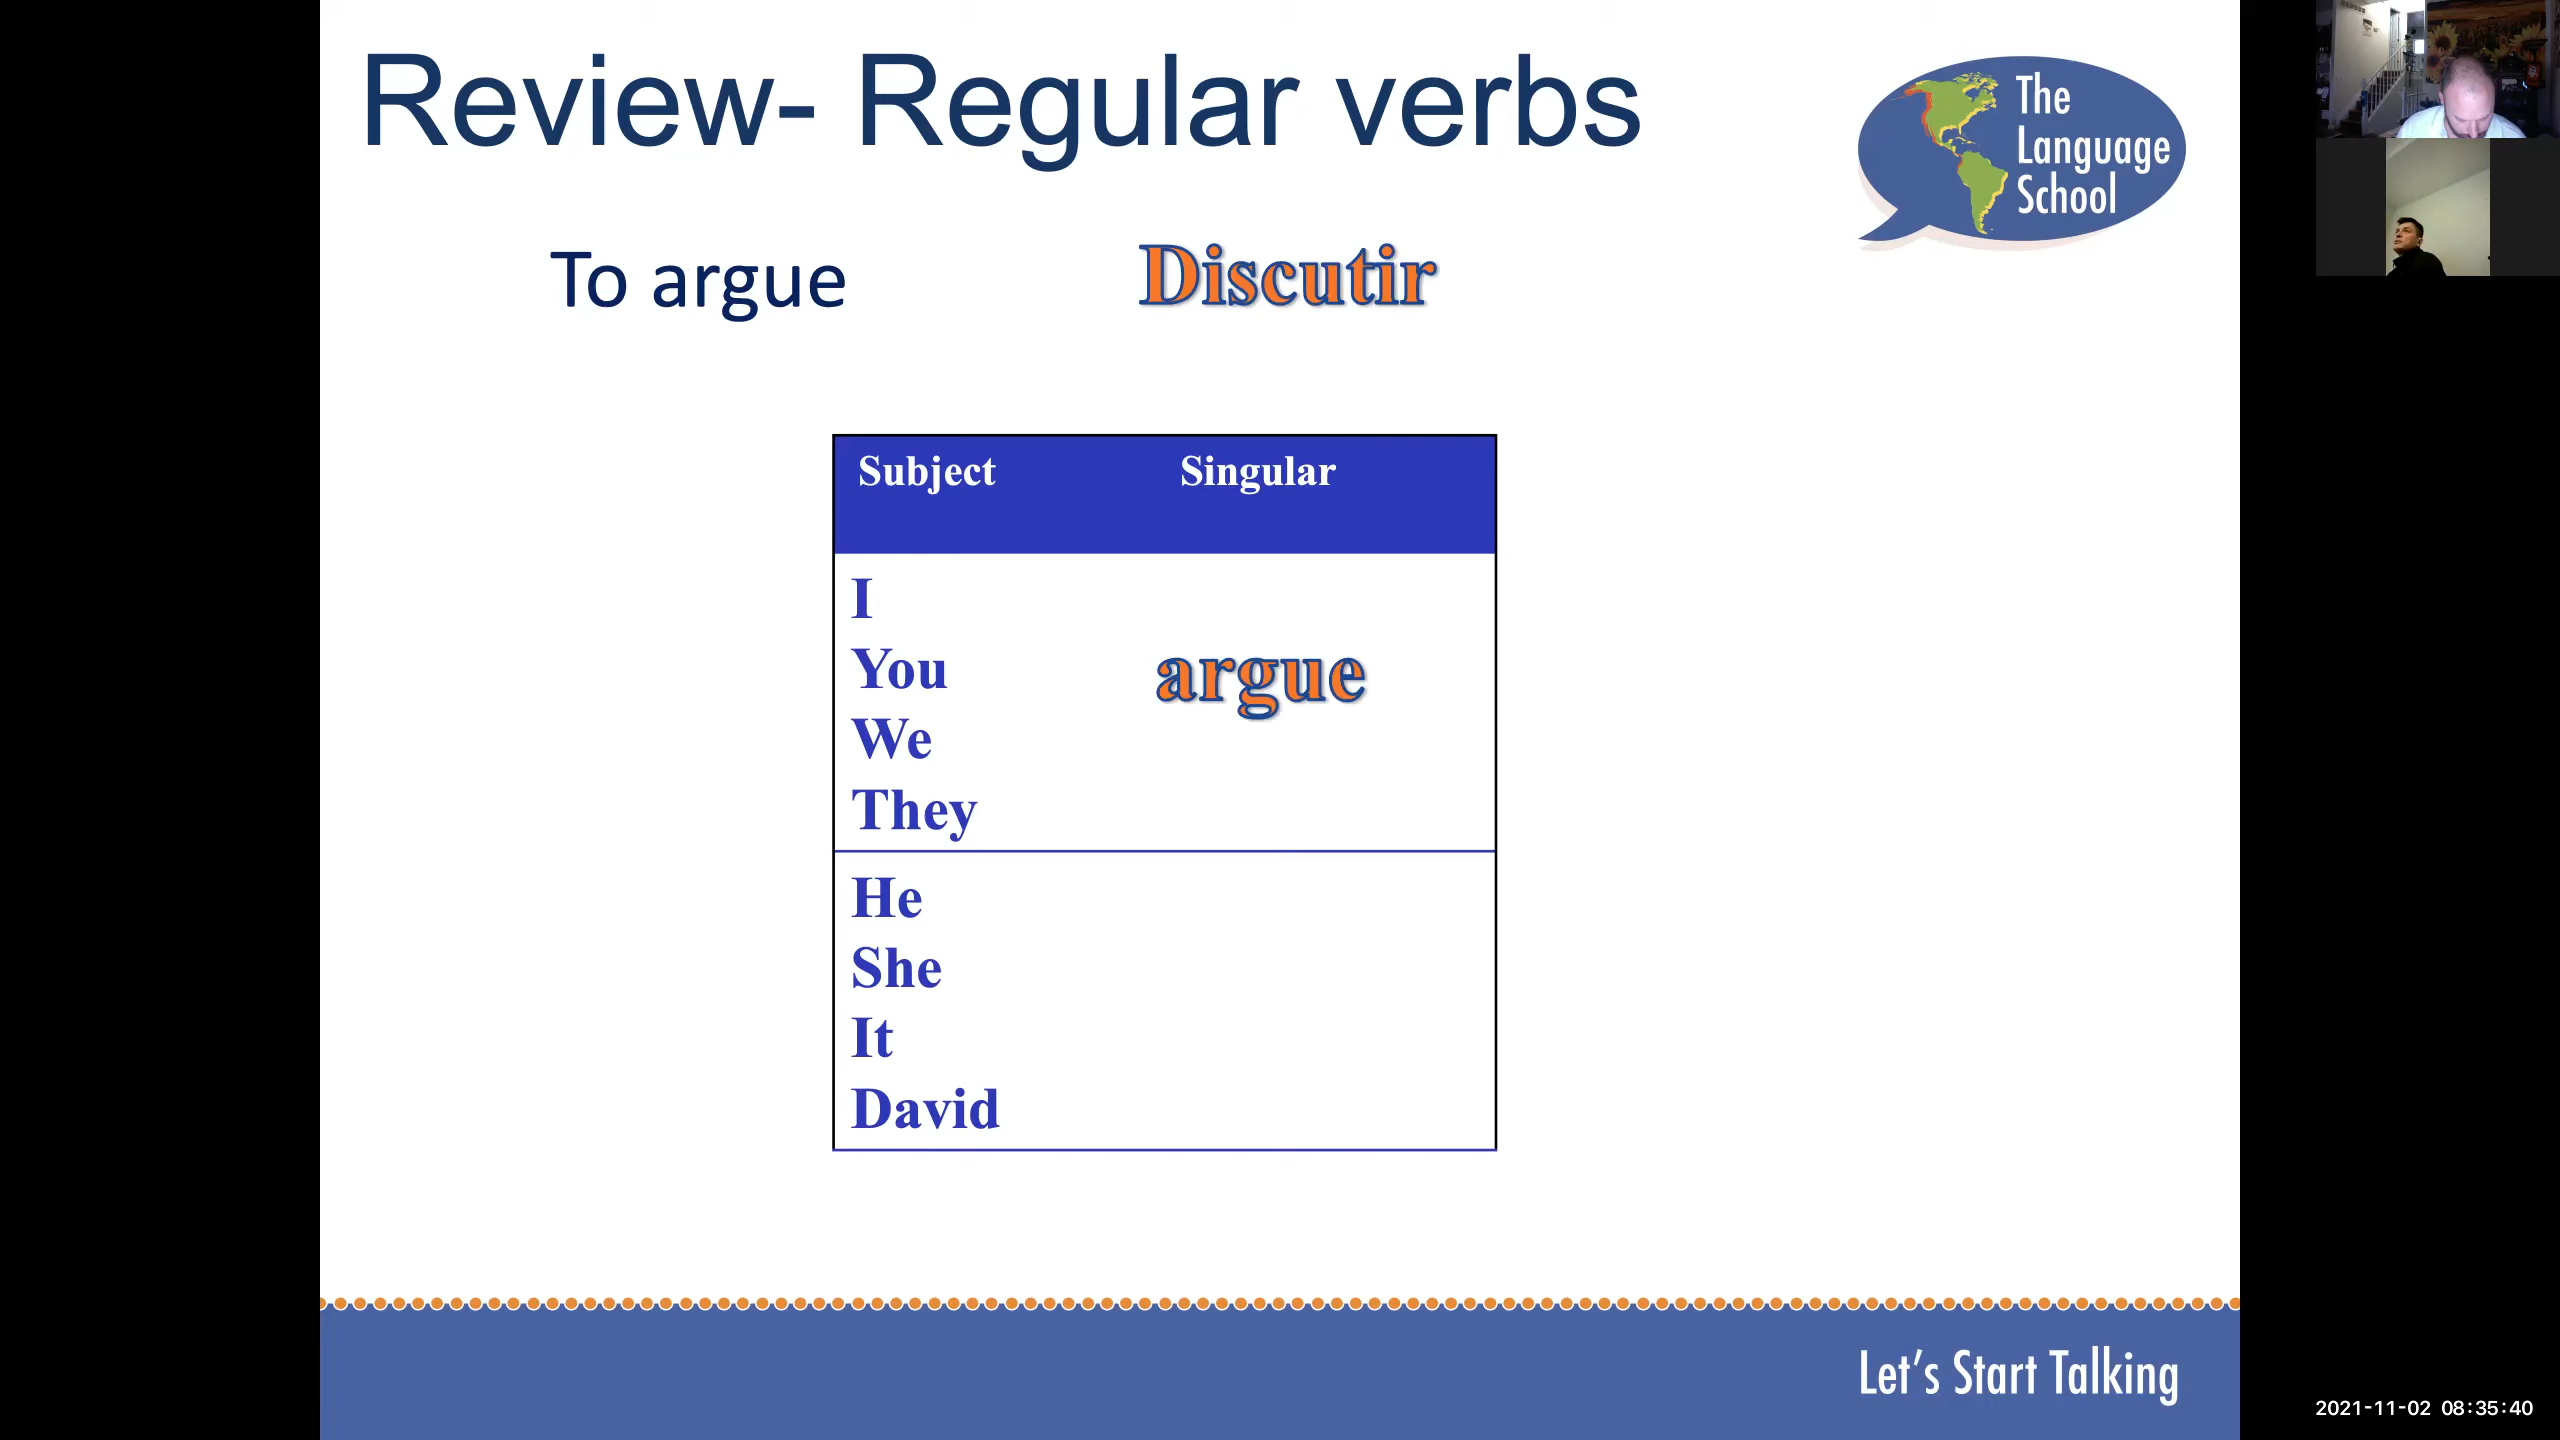 Review- Regular verbs
The
Language
School
To argue
Discutir
Subject
Singular
I
You
argue
We
They
He
She
It
David
Let's Start Talking
2021-11-02 08:35:40